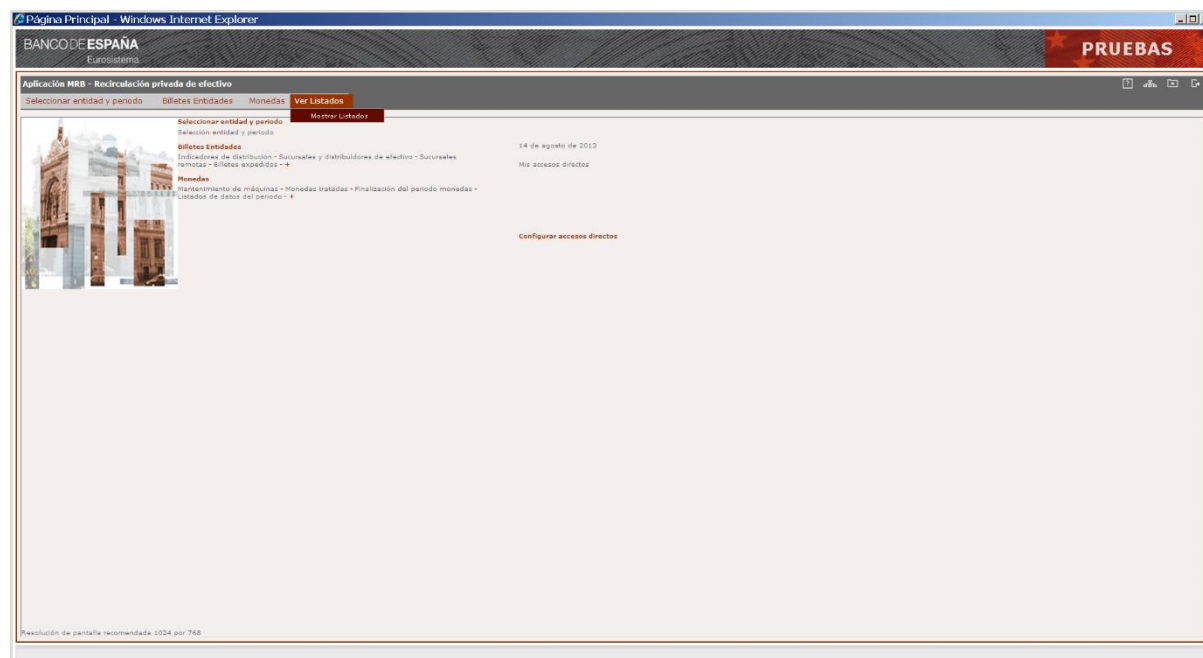 Página Principal - Windows Internet Explorer
BANCO DE ESPAÑA
Eurosistema
PRUEBAS
Aplicación MRB - Recirculación privada de efectivo
Seleccionar entidad y periodo Billetes Entidades Monedas Ver Listados
Mostrar Listados
Seleccionar entidad y periodo
Selección entidad y periodo
Billetes Entidades
Indicadores de distribución - Sucursales y distribuidores de efectivo - Sucursales
remotas - Billetes expedidos - +
Monedas
Mantenimiento de máquinas - Monedas tratadas - Finalización del periodo monedas -
Listados de datos del periodo - +
14 de agosto de 2013
Mis accesos directos
Configurar accesos directos
Resolución de pantalla recomendada 1024 por 768